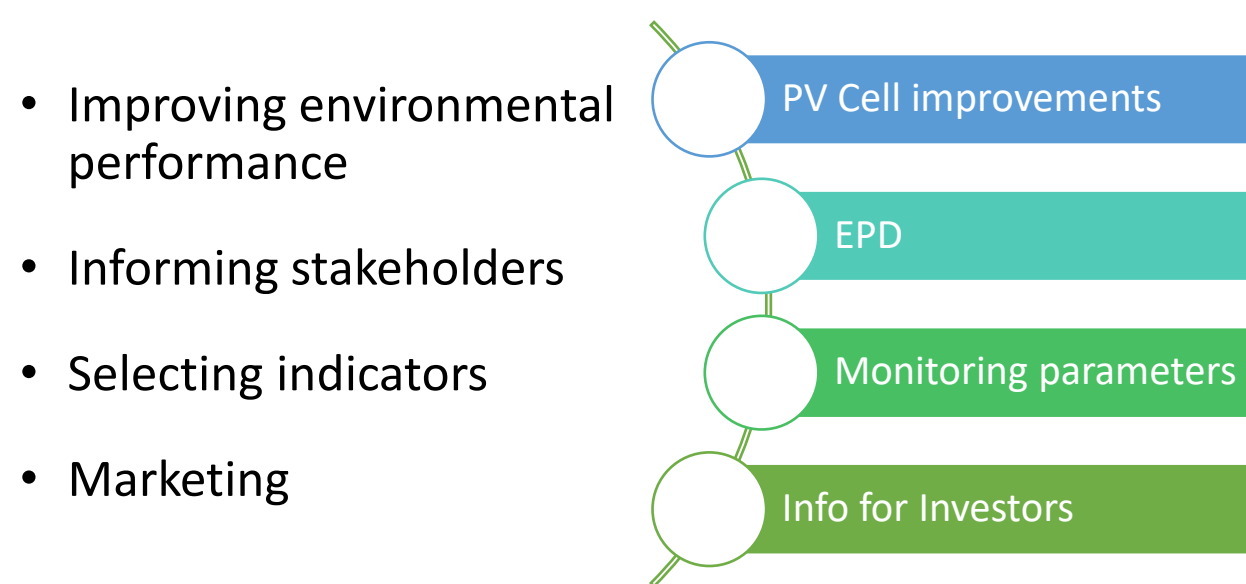 • Improving environmental
performance
• Informing stakeholders
• Selecting indicators
• Marketing
PV Cell improvements
EPD
Monitoring parameters
Info for Investors